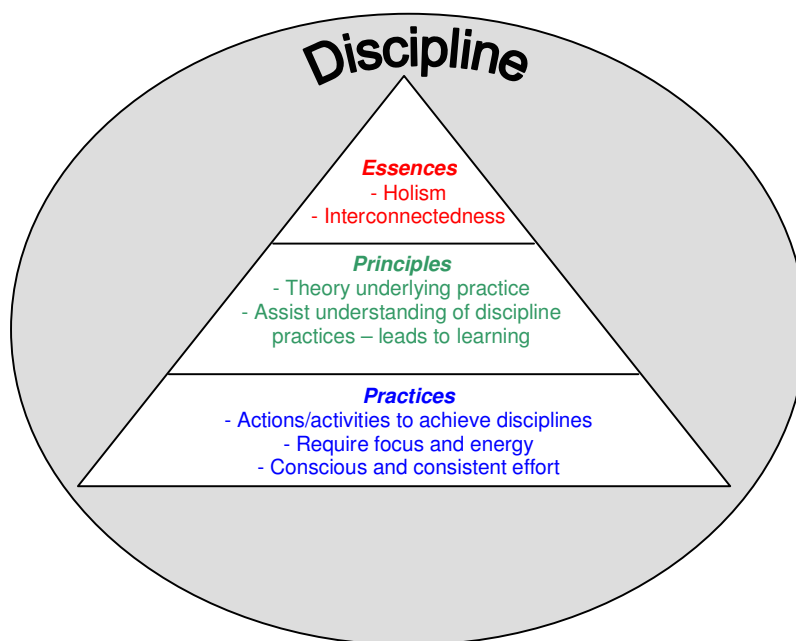 Discipline
Essences
- Holism
- Interconnectedness
Principles
- Theory underlying practice
- Assist understanding of discipline
practices – leads to learning
Practices
- Actions/activities to achieve disciplines
- Require focus and energy
- Conscious and consistent effort